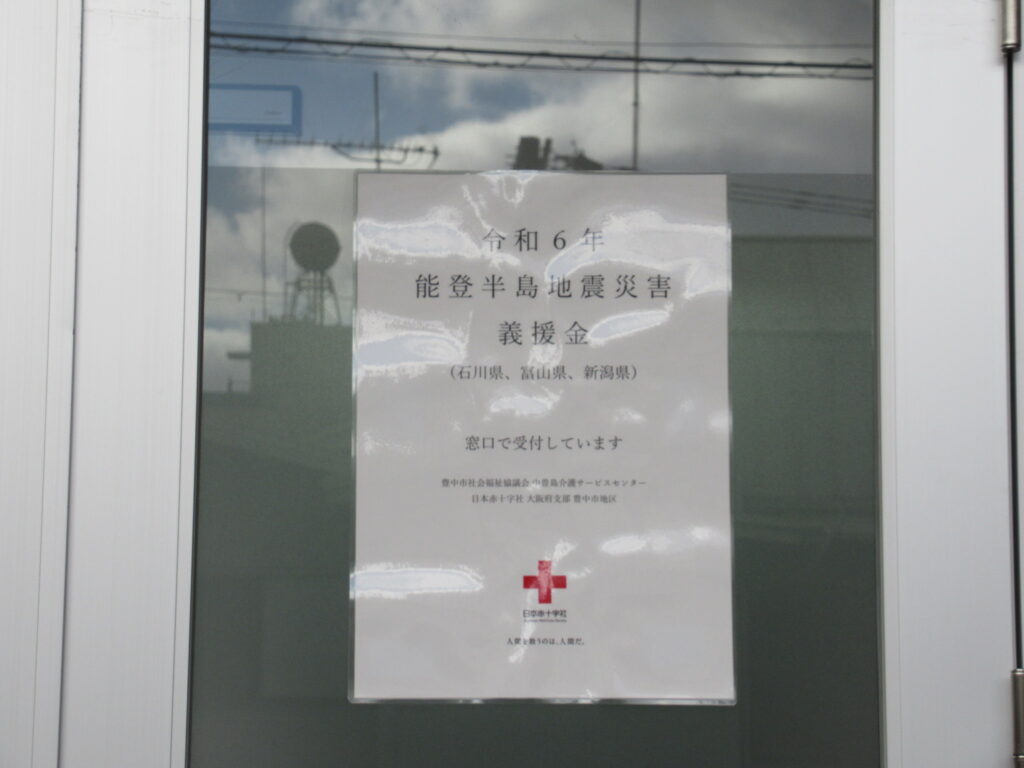 令和６年
能登半島地震災害
義援金
（石川県、冨山県、新潟県）
窓口で受付しています
豊中市社会福祉協議会 中豊島介護サービスセンター
日本赤十字社 大阪府支部 豊中市地区
日本赤十字社
人間を救うのは、人間だ。